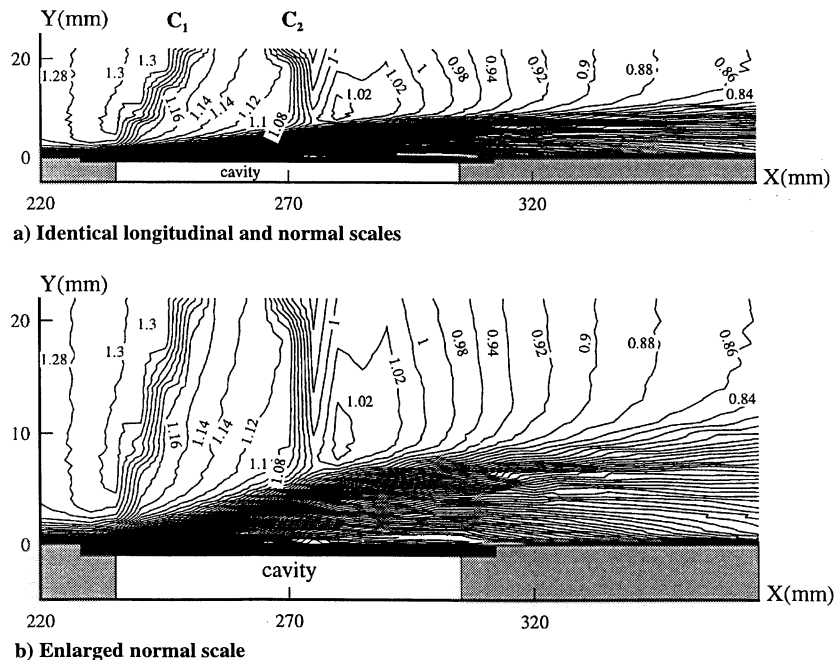 Y(mm) C1 C2
20
1.28 1.3 1.3 1.16 1.14 1.14 1.12 1.1 1.08 1 1.02 1.02 1 0.98 0.94 0.92 0.9 0.88 0.86 0.84
0
cavity
X(mm)
220 270 320
a) Identical longitudinal and normal scales
Y(mm)
20
1.28 1.3 1.3 1.16 1.14 1.14 1.12 1.1 1.08 1 1.02 1.02 1 0.98 0.94 0.92 0.9 0.88 0.86 0.84
10
0
cavity
X(mm)
220 270 320
b) Enlarged normal scale